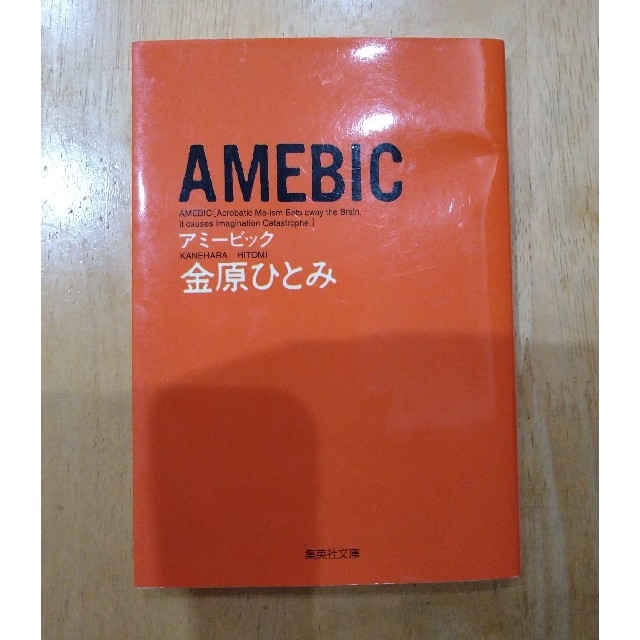 AMEBIC
AMEBIC[Acrobatic Me-ism Eats away the Brain,
it causes Imagination Catastrophe.]
アミービック
KANEHARA HITOMI
金原ひとみ
集英社文庫